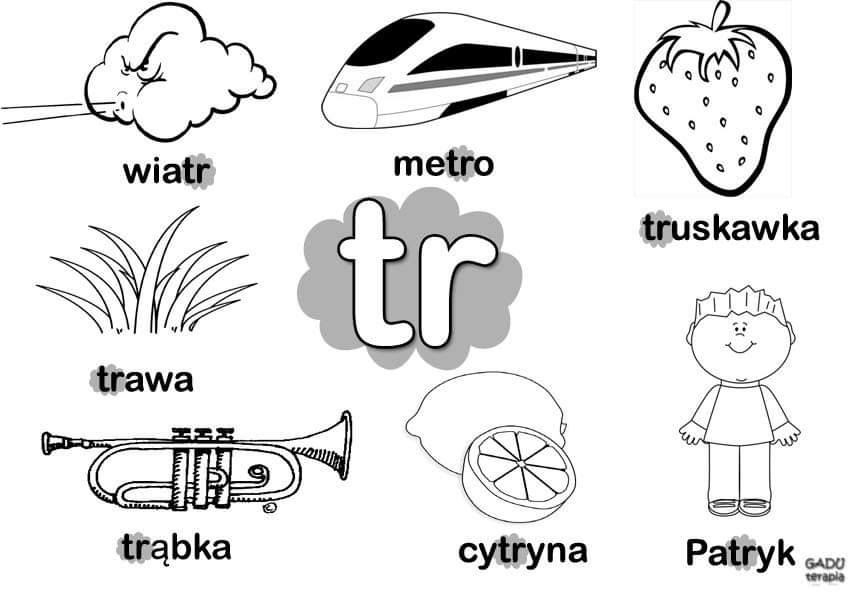 wiatr
metro
truskawka
tr
trawa
trąbka
cytryna
Patryk
GADU
terapia